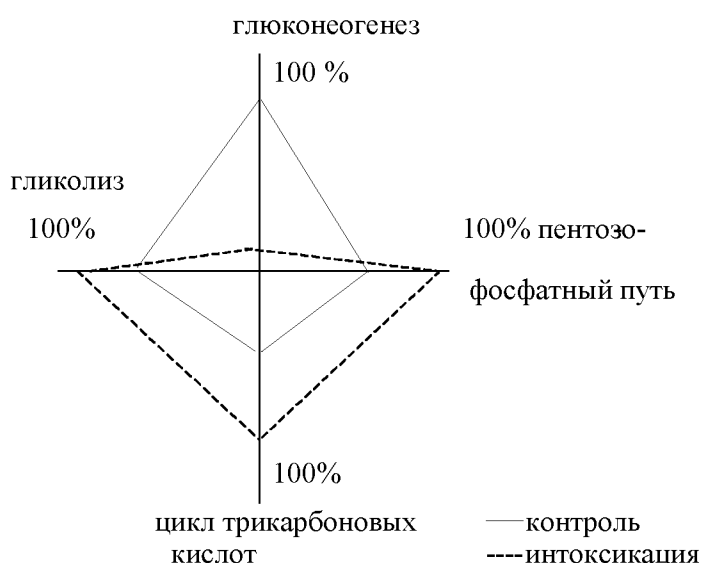 глюконеогенез
100 %
гликолиз
100%
100% пентозо-
фосфатный путь
100%
цикл трикарбоновых
кислот
контроль
интоксикация